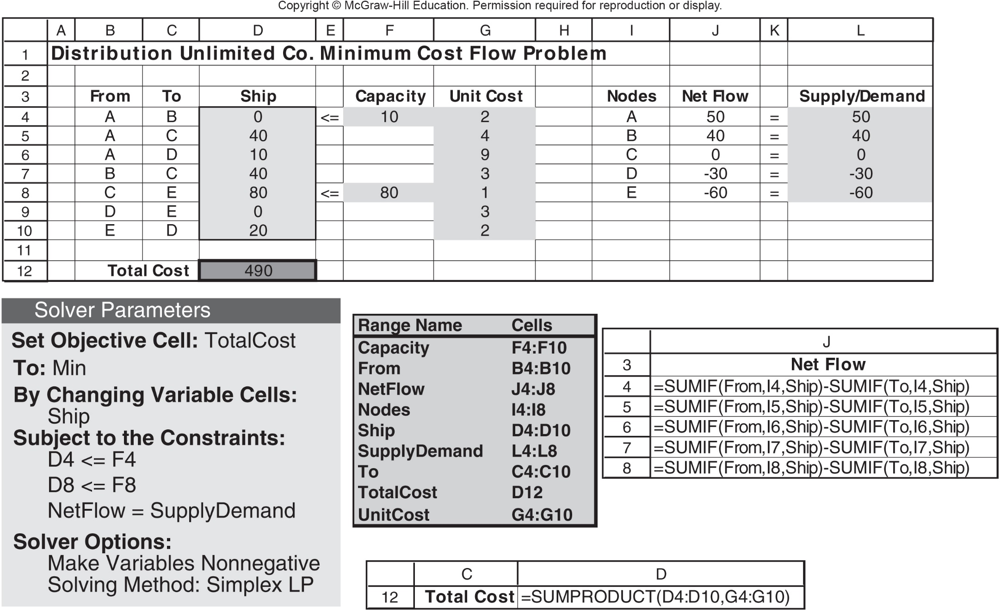 Copyright © McGraw-Hill Education. Permission required for reproduction or display.
A B C D E F G H I J K L
1 Distribution Unlimited Co. Minimum Cost Flow Problem
2
3 From To Ship Capacity Unit Cost Nodes Net Flow Supply/Demand
4 A B 0 <= 10 2 A 50 = 50
5 A C 40 4 B 40 = 40
6 A D 10 9 C 0 = 0
7 B C 40 3 D -30 = -30
8 C E 80 <= 80 1 E -60 = -60
9 D E 0 3
10 E D 20 2
11
12 Total Cost 490
Solver Parameters
Set Objective Cell: TotalCost
To: Min
By Changing Variable Cells:
Ship
Subject to the Constraints:
D4 <= F4
D8 <= F8
NetFlow = SupplyDemand
Solver Options:
Make Variables Nonnegative
Solving Method: Simplex LP
Range Name Cells
Capacity F4:F10
From B4:B10
NetFlow J4:J8
Nodes I4:I8
Ship D4:D10
SupplyDemand L4:L8
To C4:C10
TotalCost D12
UnitCost G4:G10
J
3 Net Flow
4 =SUMIF(From,I4,Ship)-SUMIF(To,I4,Ship)
5 =SUMIF(From,I5,Ship)-SUMIF(To,I5,Ship)
6 =SUMIF(From,I6,Ship)-SUMIF(To,I6,Ship)
7 =SUMIF(From,I7,Ship)-SUMIF(To,I7,Ship)
8 =SUMIF(From,I8,Ship)-SUMIF(To,I8,Ship)
C D
12 Total Cost =SUMPRODUCT(D4:D10,G4:G10)